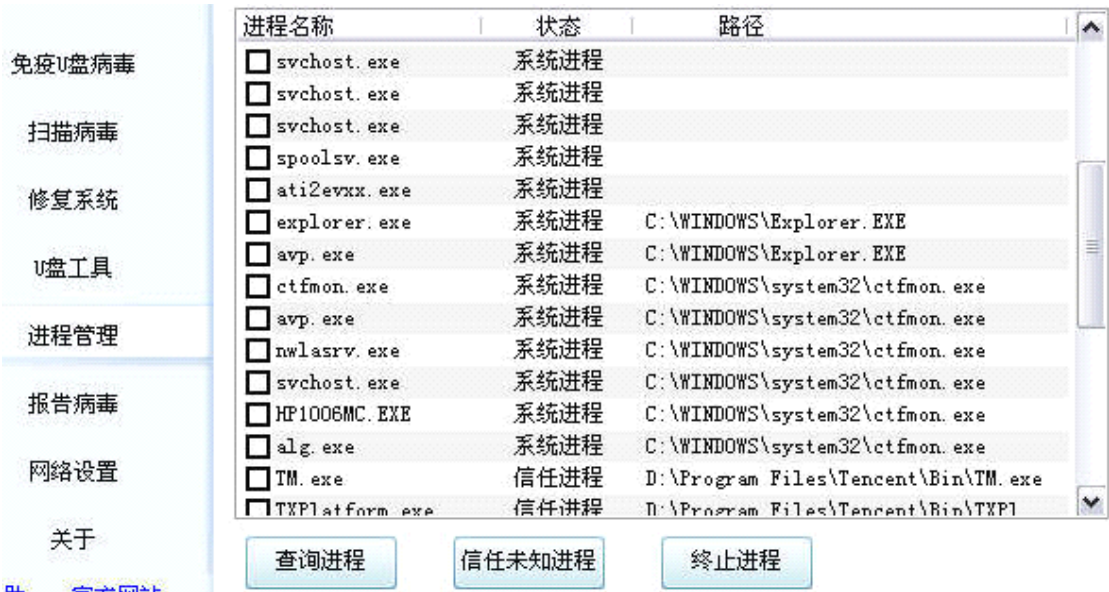 进程名称 状态 路径
免疫U盘病毒
扫描病毒
修复系统
U盘工具
进程管理
报告病毒
网络设置
关于
官方网站
svchost.exe 系统进程
svchost.exe 系统进程
svchost.exe 系统进程
spoolsv.exe 系统进程
ati2evxx.exe 系统进程
explorer.exe 系统进程 C:\WINDOWS\Explorer.EXE
avp.exe 系统进程 C:\WINDOWS\Explorer.EXE
ctfmon.exe 系统进程 C:\WINDOWS\system32\ctfmon.exe
avp.exe 系统进程 C:\WINDOWS\system32\ctfmon.exe
nwlasrv.exe 系统进程 C:\WINDOWS\system32\ctfmon.exe
svchost.exe 系统进程 C:\WINDOWS\system32\ctfmon.exe
HP1006MC.EXE 系统进程 C:\WINDOWS\system32\ctfmon.exe
alg.exe 系统进程 C:\WINDOWS\system32\ctfmon.exe
TM.exe 信任进程 D:\Program Files\Tencent\Bin\TM.exe
TXPlatform.exe 信任进程 D:\Program Files\Tencent\Bin\TXPl
查询进程 信任未知进程 终止进程